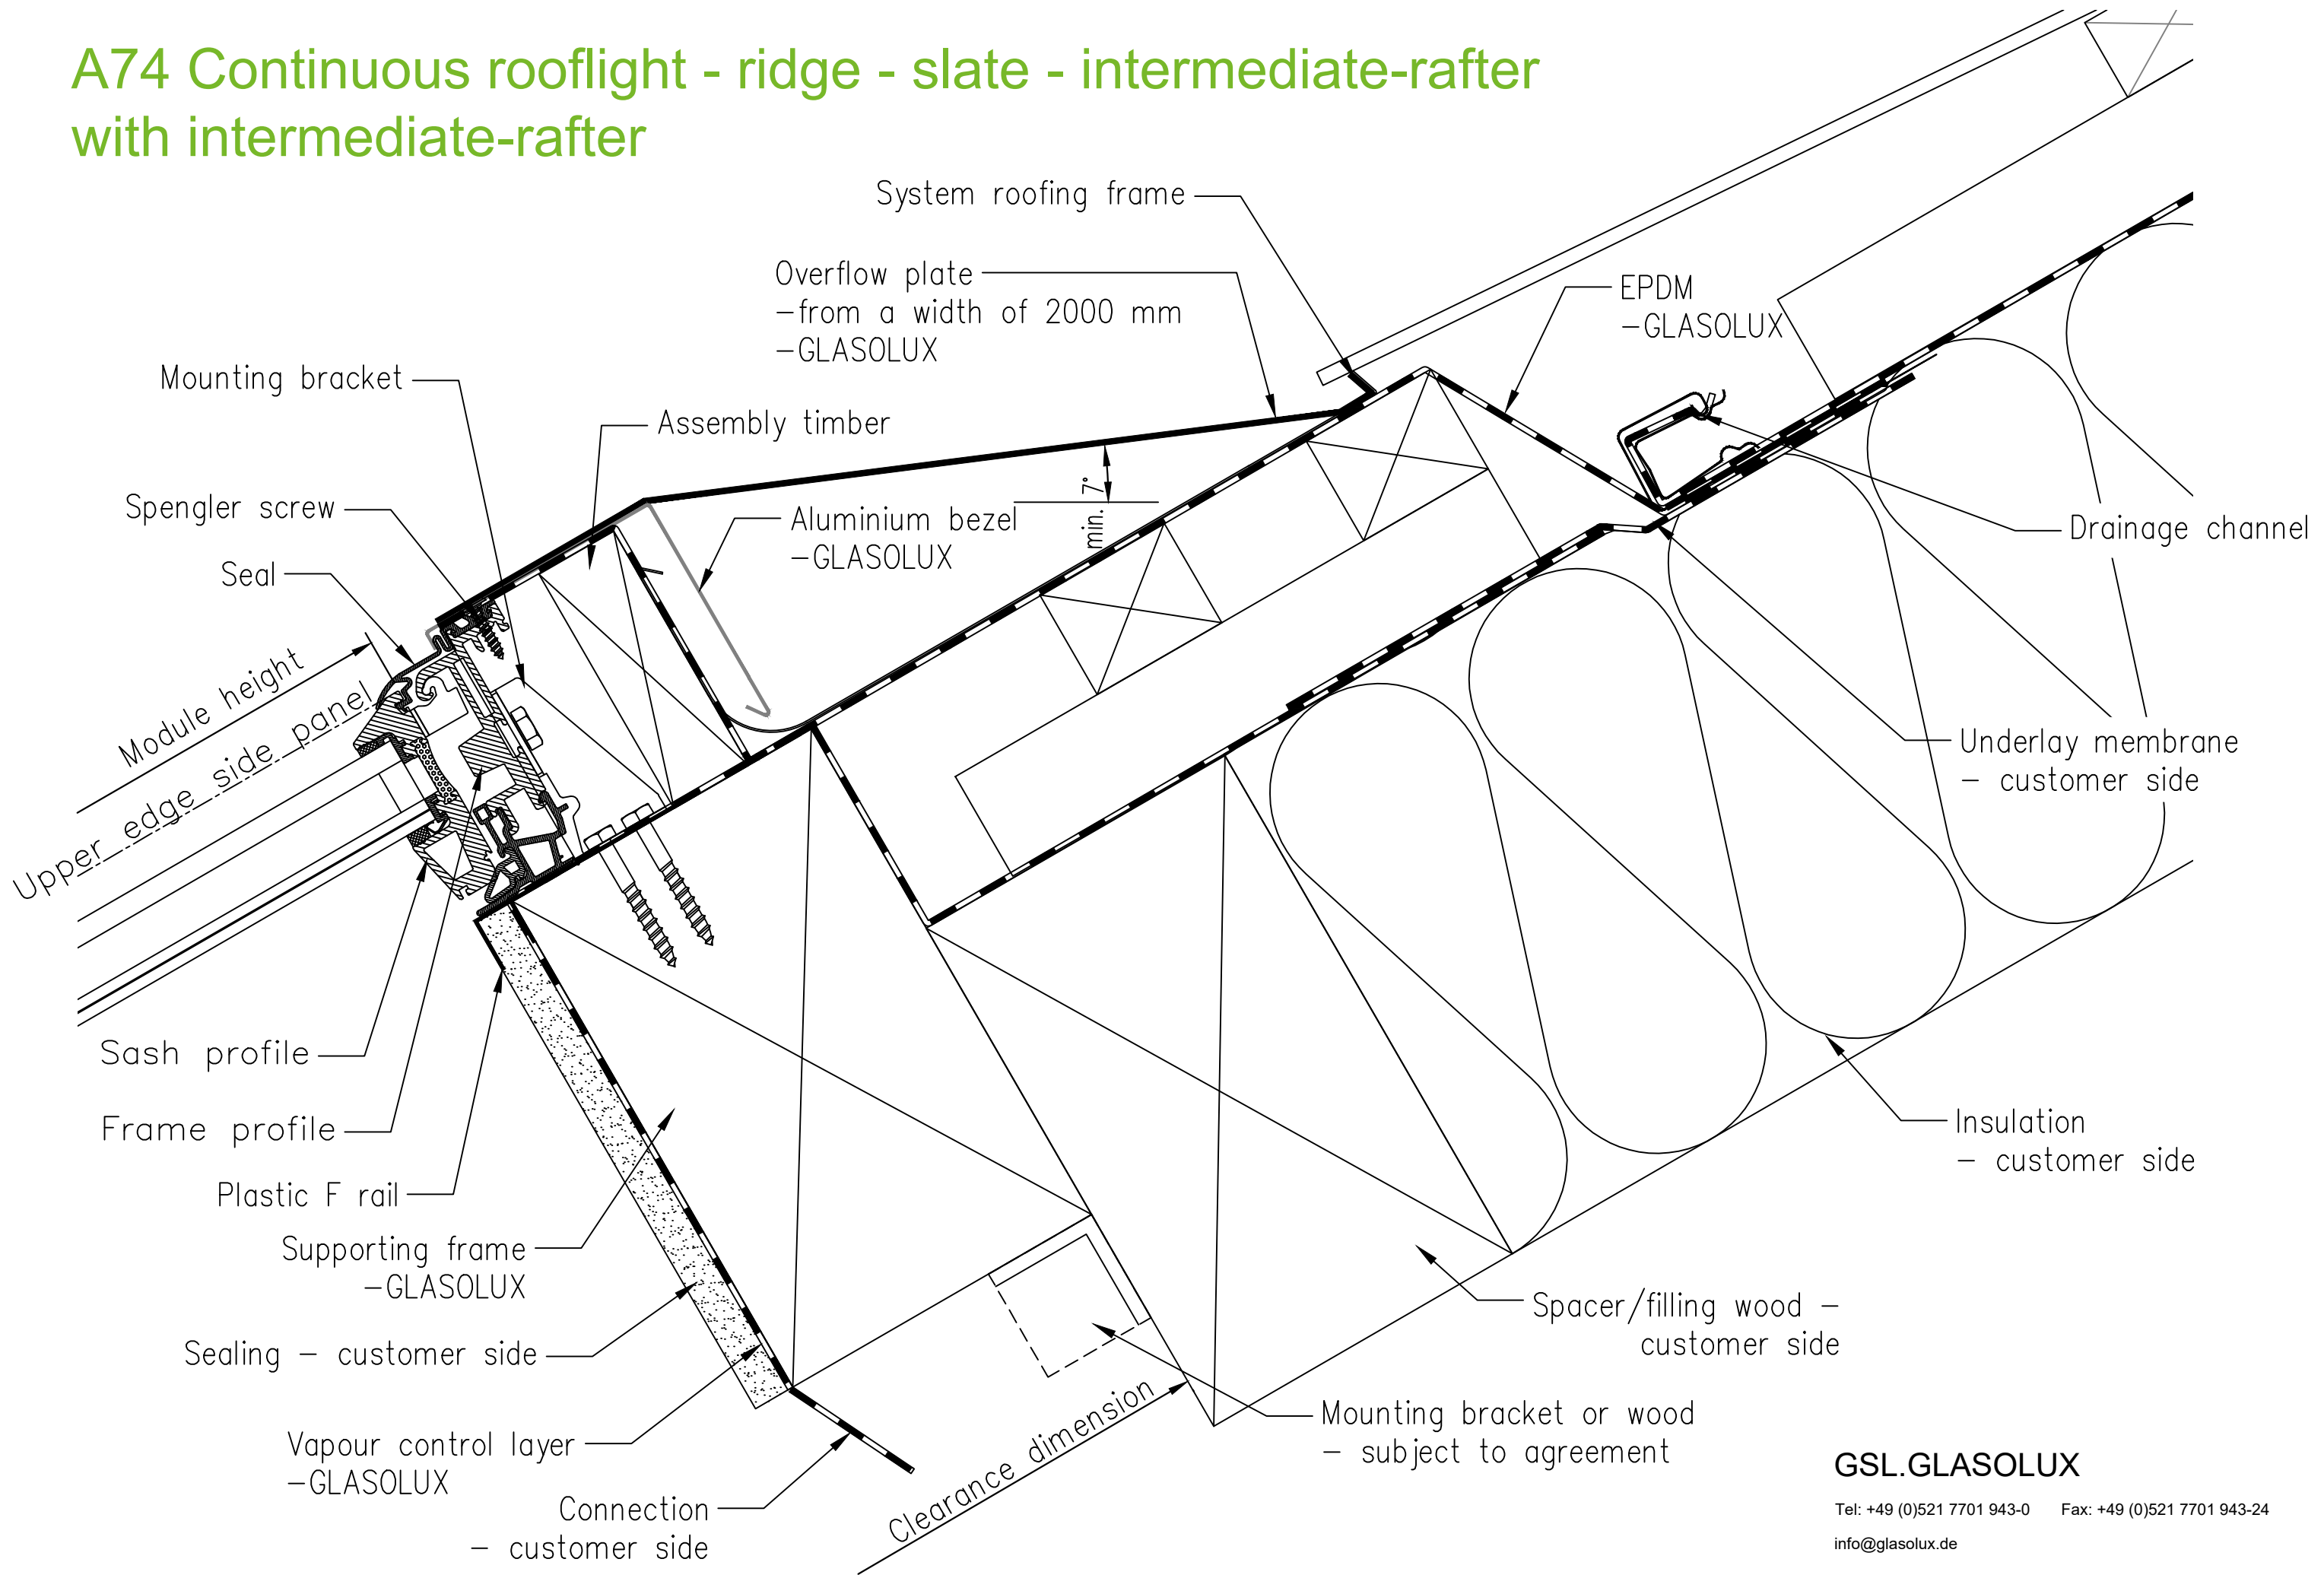 A74 Continuous rooflight - ridge - slate - intermediate-rafter
with intermediate-rafter
System roofing frame
Overflow plate
-from a width of 2000 mm
-GLASOLUX
EPDM
-GLASOLUX
Mounting bracket
Assembly timber
Spengler screw
Aluminium bezel
-GLASOLUX
min. 7°
Drainage channel
Seal
Module height
Upper edge side panel
Underlay membrane
- customer side
Sash profile
Frame profile
Insulation
- customer side
Plastic F rail
Supporting frame
-GLASOLUX
Spacer/filling wood -
customer side
Sealing - customer side
Mounting bracket or wood
- subject to agreement
Clearance dimension
Vapour control layer
-GLASOLUX
Connection
- customer side
GSL.GLASOLUX
Tel: +49 (0)521 7701 943-0 Fax: +49 (0)521 7701 943-24
info@glasolux.de